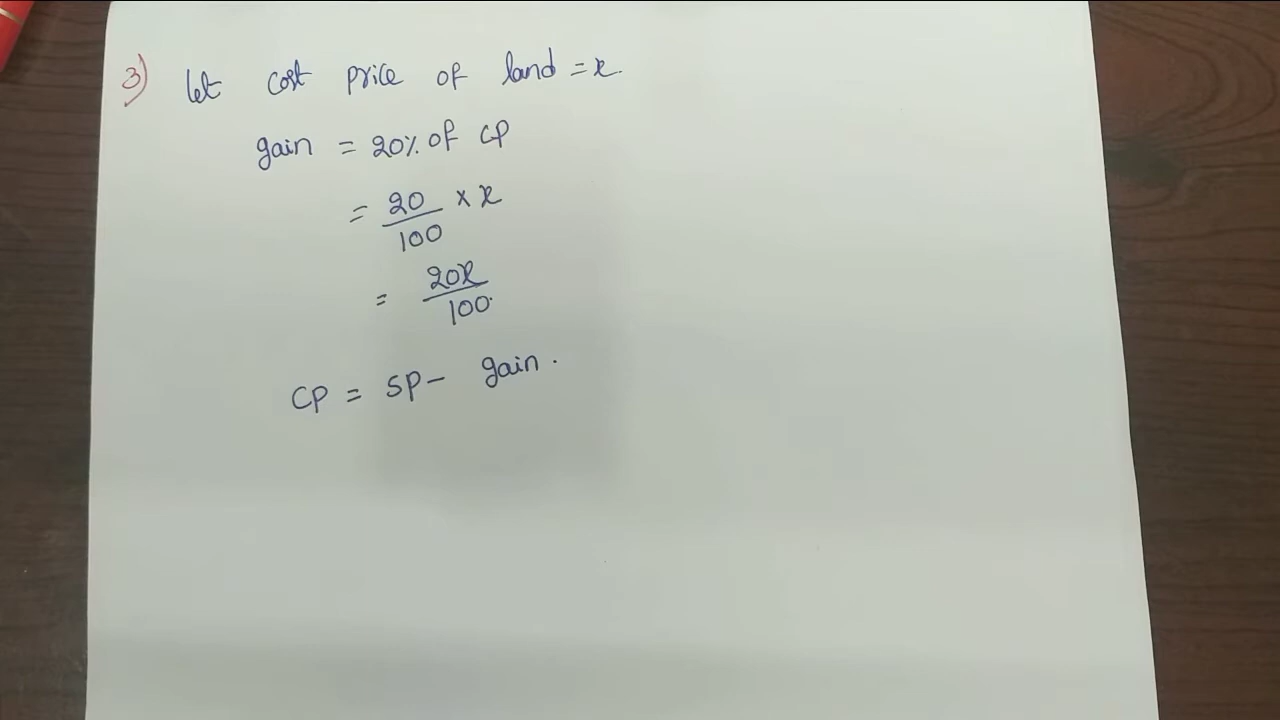 3) let cost price of land = x.
gain = 20% of CP
= 20/100 × x
= 20x/100.
CP = SP - gain.